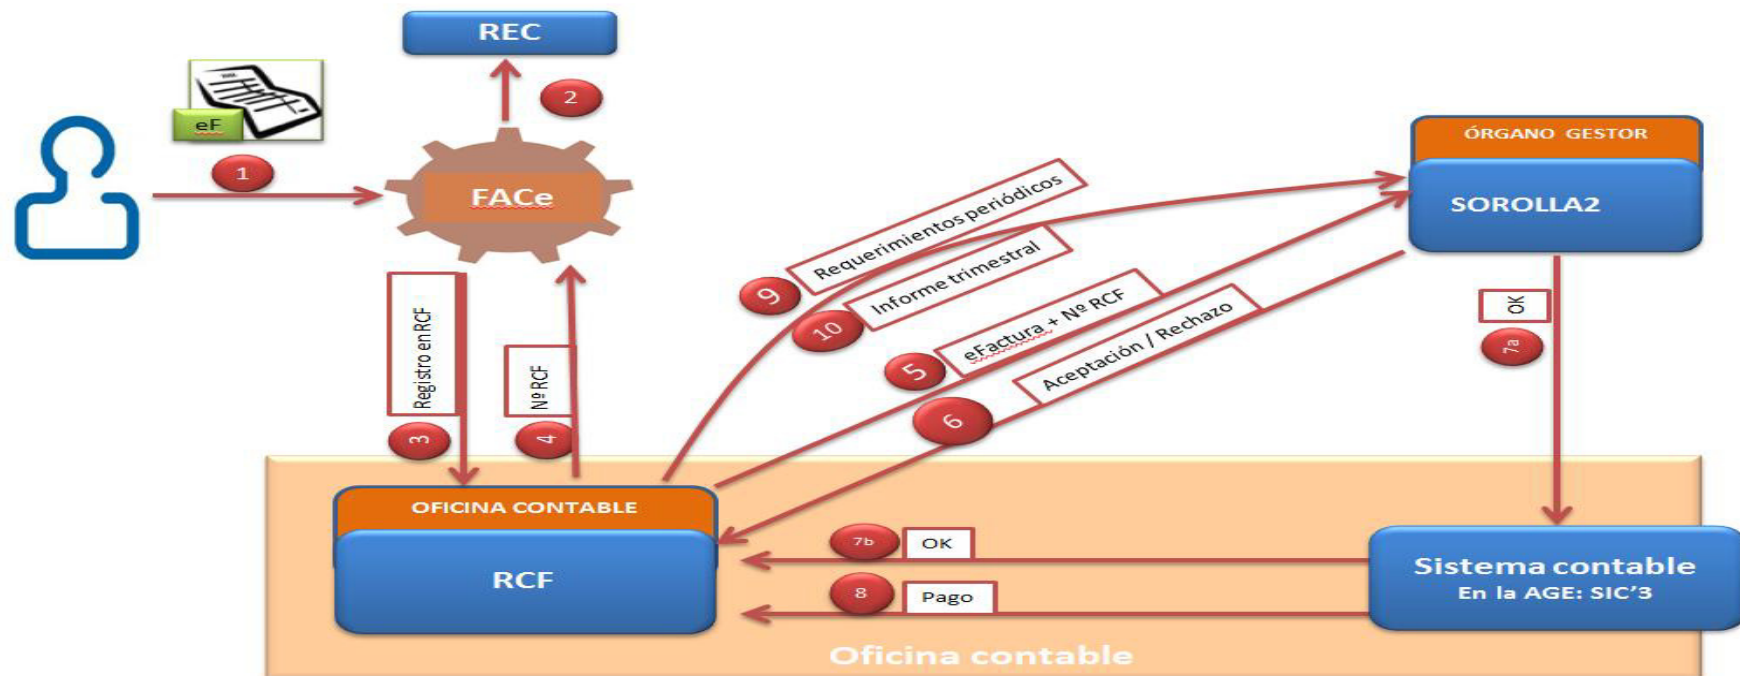 REC
2
eF
1
FACe
ÓRGANO GESTOR
SOROLLA2
9
Requerimientos periódicos
10
Informe trimestral
5
eFactura + Nº RCF
6
Aceptación / Rechazo
OK
7a
Registro en RCF
3
Nº RCF
4
OFICINA CONTABLE
RCF
7b
OK
8
Pago
Sistema contable
En la AGE: SIC’3
Oficina contable